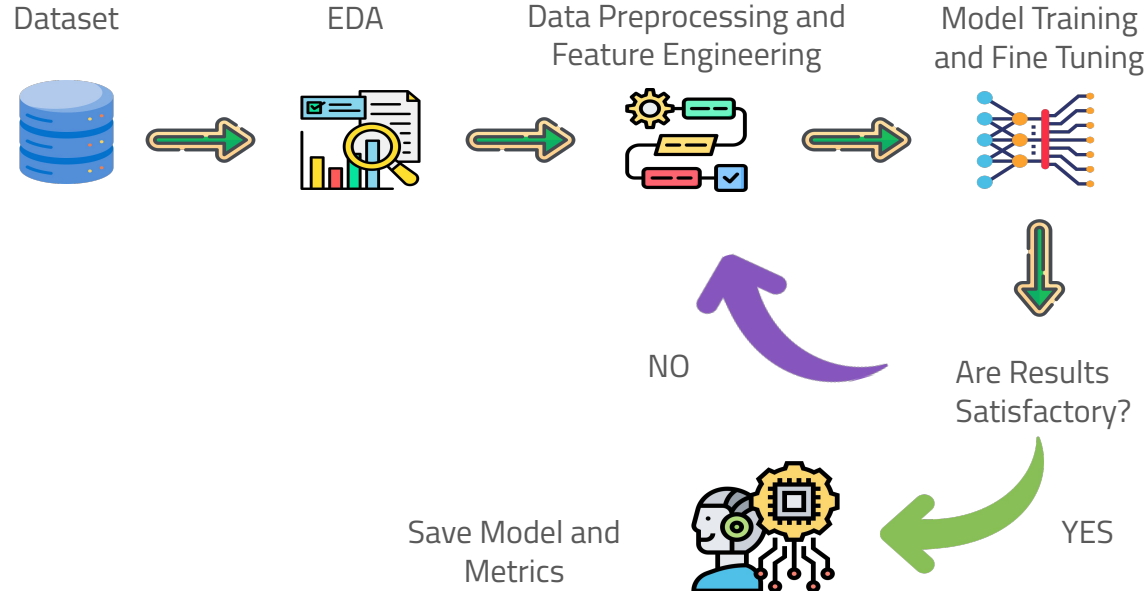 Dataset
EDA
Data Preprocessing and
Feature Engineering
Model Training
and Fine Tuning
NO
Are Results
Satisfactory?
YES
Save Model and
Metrics